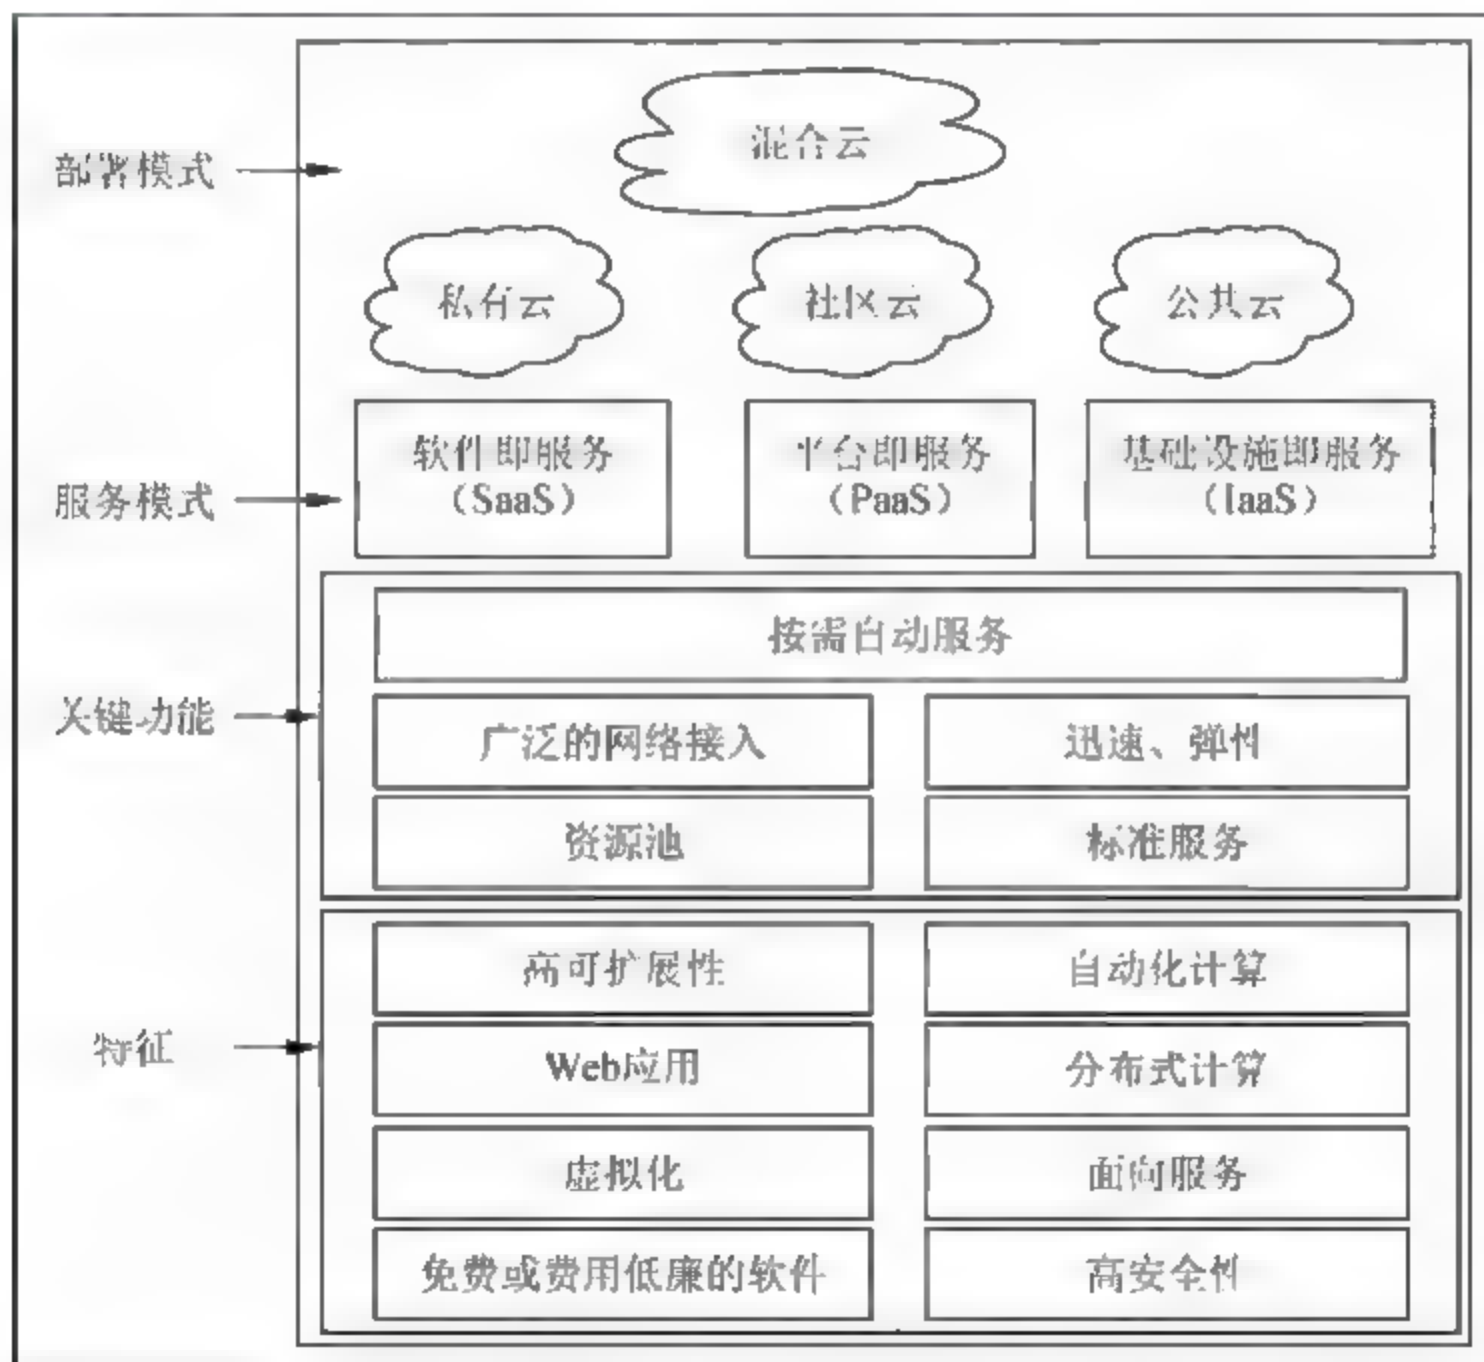 部署模式
混合云
私有云
社区云
公共云
服务模式
软件即服务
（SaaS）
平台即服务
（PaaS）
基础设施即服务
（IaaS）
关键功能
按需自动服务
广泛的网络接入
迅速、弹性
资源池
标准服务
特征
高可扩展性
自动化计算
Web应用
分布式计算
虚拟化
面向服务
免费或费用低廉的软件
高安全性